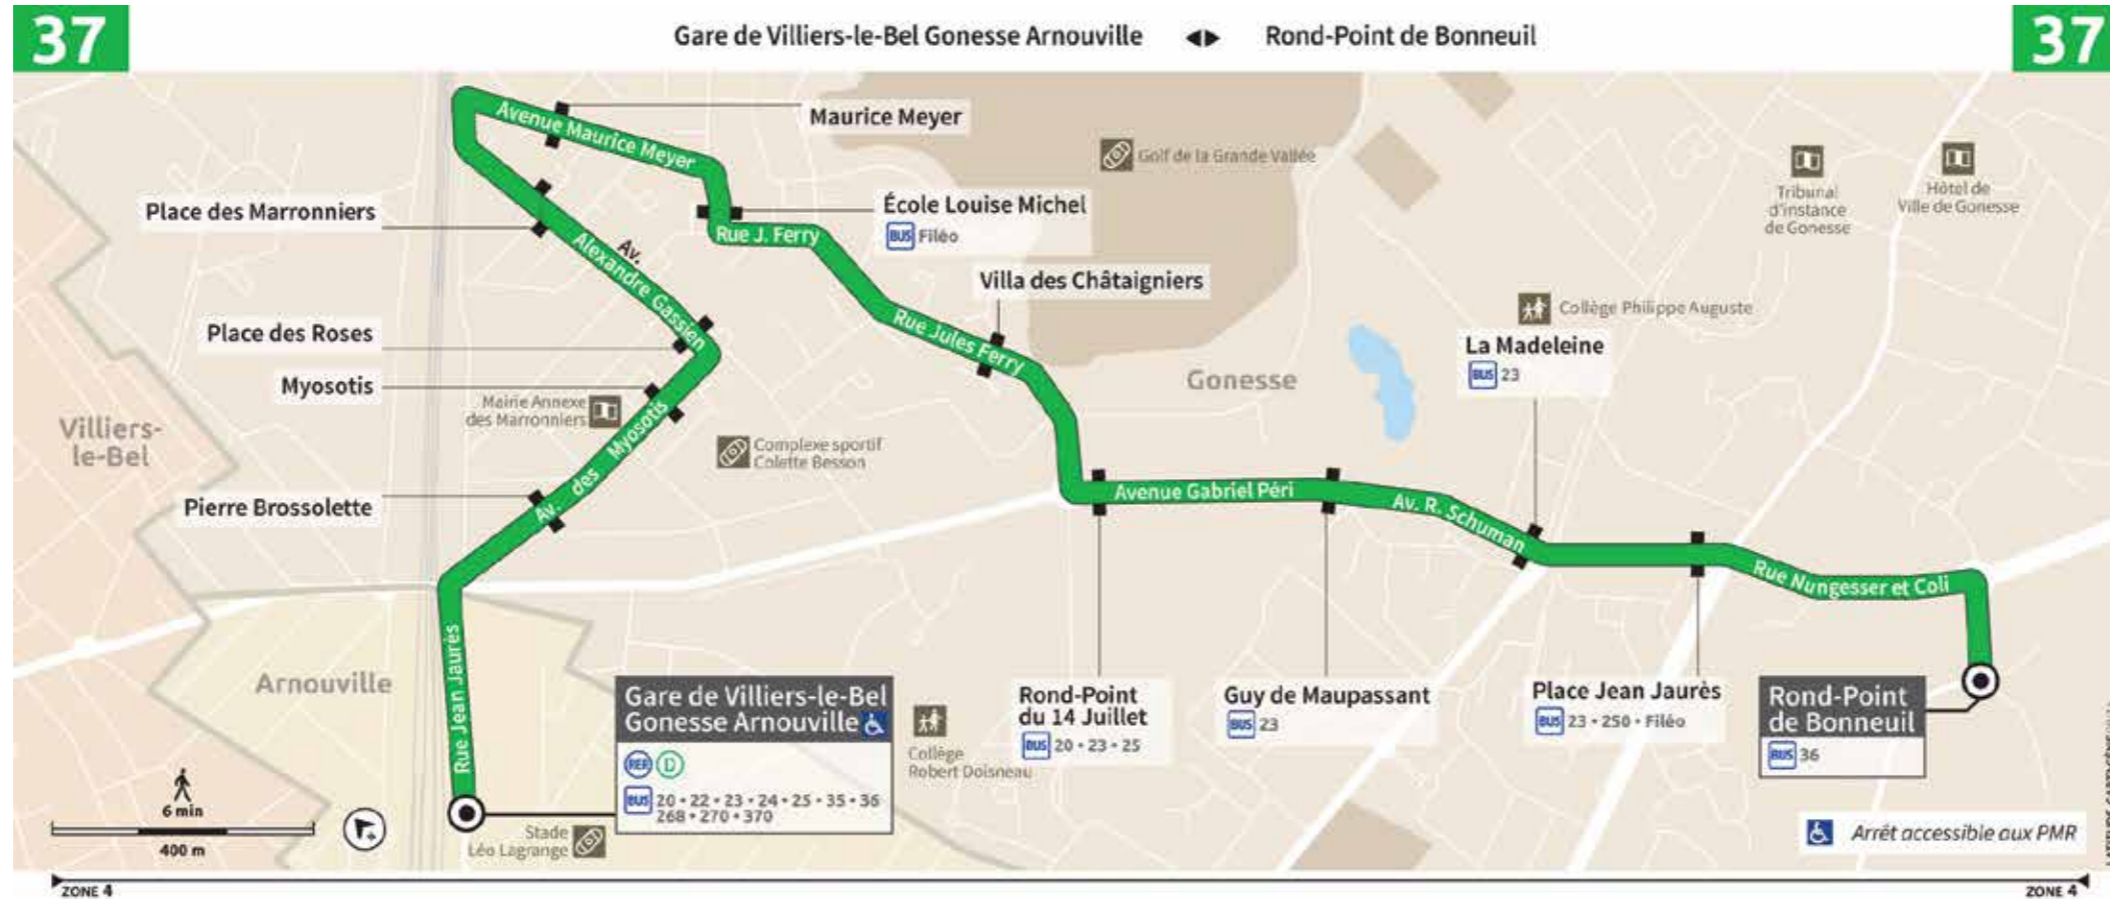 37
Gare de Villiers-le-Bel Gonesse Arnouville ◄► Rond-Point de Bonneuil
37
Avenue Maurice Meyer
Maurice Meyer
Golf de la Grande Vallée
Tribunal
d'instance
de Gonesse
Hôtel de
Ville de Gonesse
Place des Marronniers
École Louise Michel
BUS Filéo
Rue J. Ferry
Av.
Alexandre Gassien
Villa des Châtaigniers
Rue Jules Ferry
Place des Roses
Collège Philippe Auguste
La Madeleine
BUS 23
Myosotis
Gonesse
Mairie Annexe
des Marronniers
Villiers-
le-Bel
Complexe sportif
Colette Besson
Av. des Myosotis
Pierre Brossolette
Avenue Gabriel Péri
Av. R. Schuman
Rue Nungesser et Coli
Rue Jean Jaurès
Arnouville
Gare de Villiers-le-Bel
Gonesse Arnouville
RER D
BUS 20 • 22 • 23 • 24 • 25 • 35 • 36
268 • 270 • 370
Collège
Robert Doisneau
Rond-Point
du 14 Juillet
BUS 20 • 23 • 25
Guy de Maupassant
BUS 23
Place Jean Jaurès
BUS 23 • 250 • Filéo
Rond-Point
de Bonneuil
BUS 36
6 min
400 m
Stade
Léo Lagrange
Arrêt accessible aux PMR
ZONE 4
ZONE 4